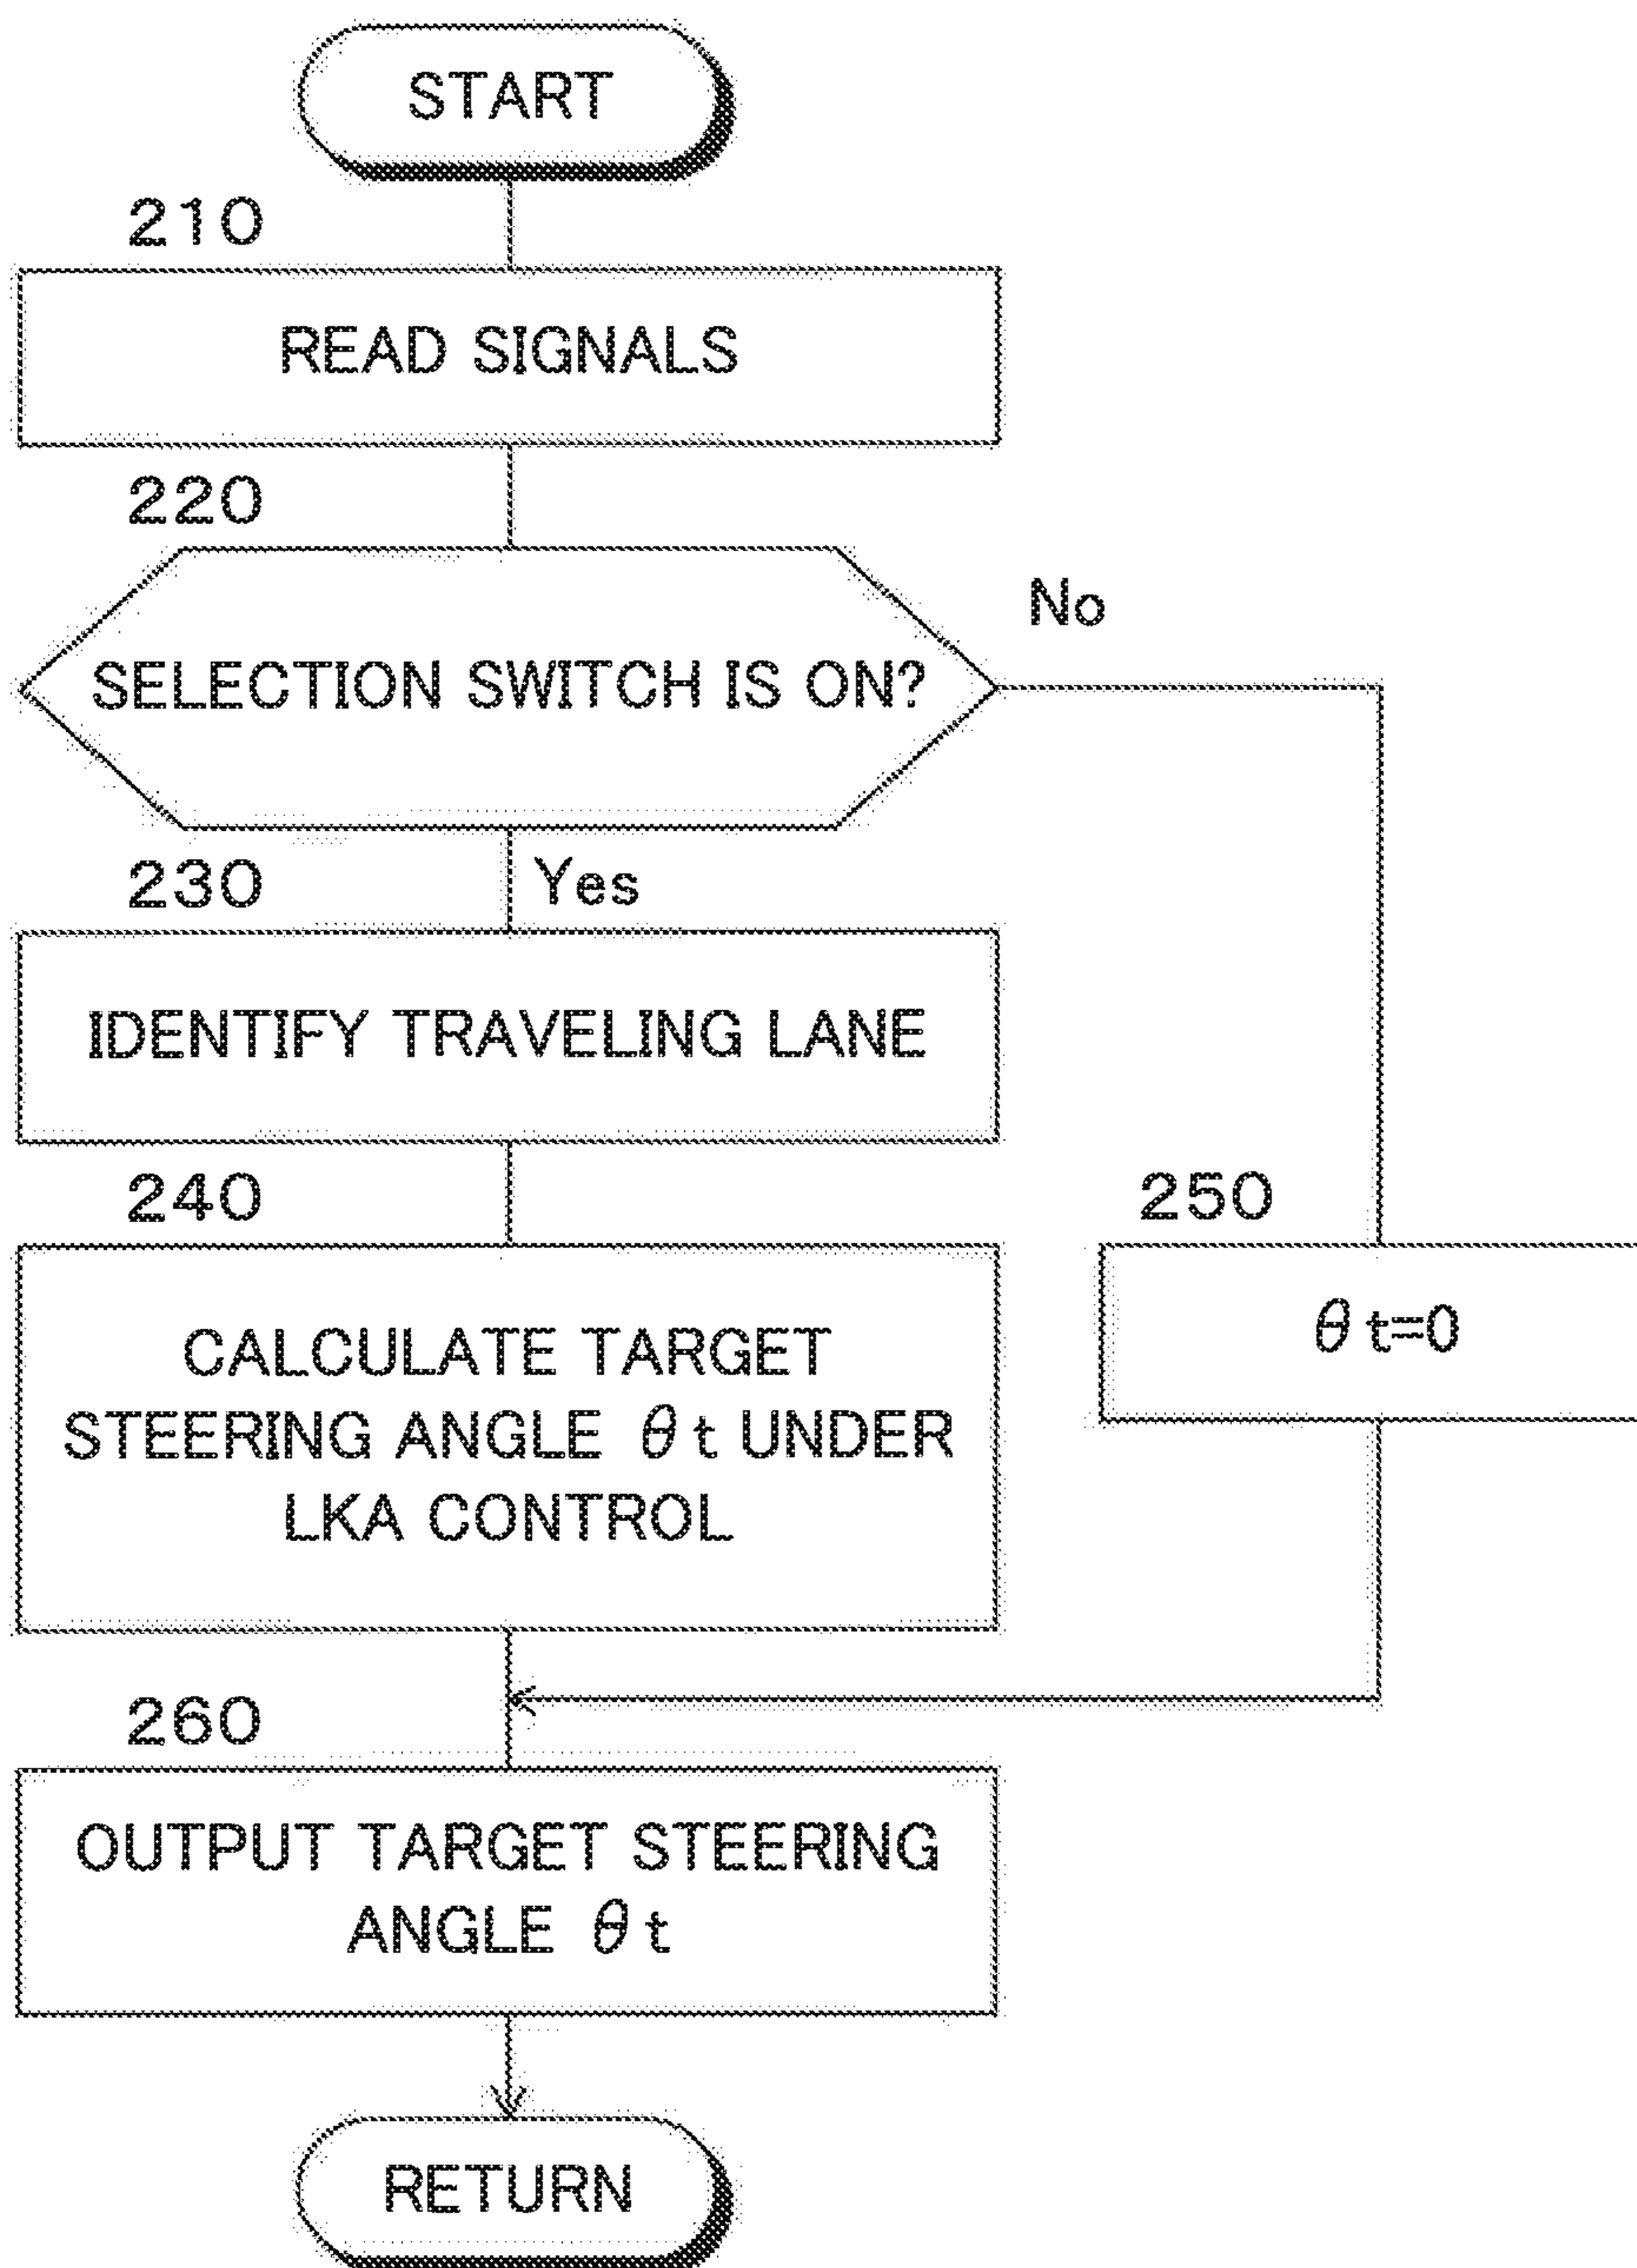 START
210
READ SIGNALS
220
SELECTION SWITCH IS ON?
No
230
Yes
IDENTIFY TRAVELING LANE
240
CALCULATE TARGET
STEERING ANGLE θt UNDER
LKA CONTROL
250
θt=0
260
OUTPUT TARGET STEERING
ANGLE θt
RETURN